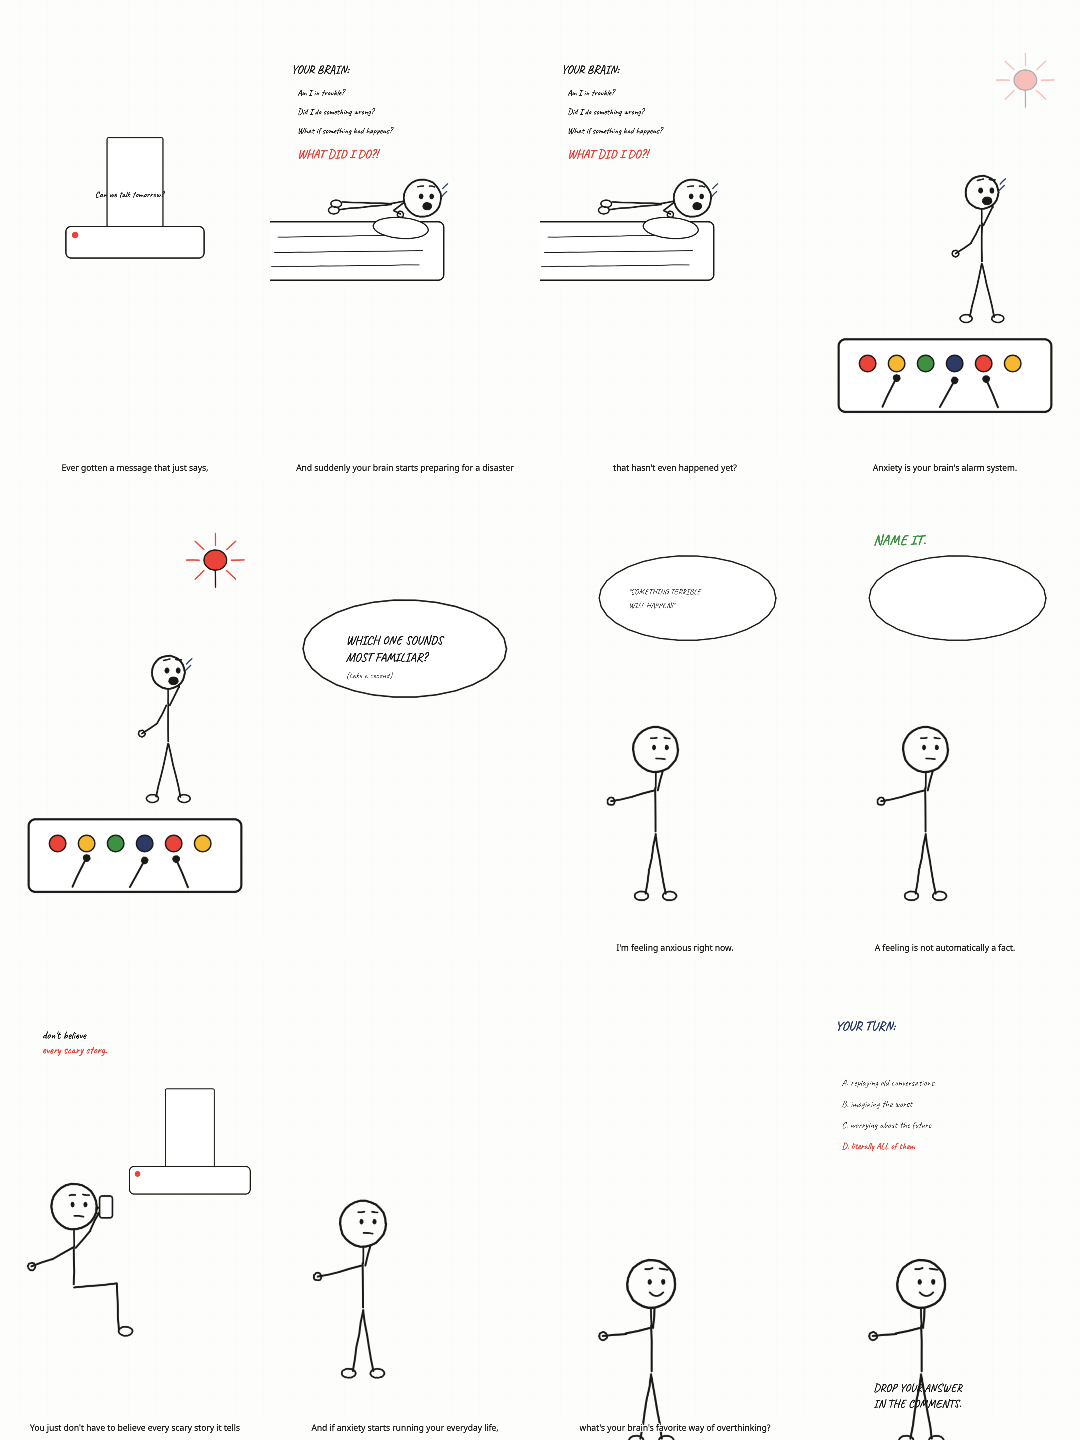 Can we talk tomorrow?
Ever gotten a message that just says,
YOUR BRAIN:
Am I in trouble?
Did I do something wrong?
What if something bad happens?
WHAT DID I DO?!
And suddenly your brain starts preparing for a disaster
YOUR BRAIN:
Am I in trouble?
Did I do something wrong?
What if something bad happens?
WHAT DID I DO?!
that hasn't even happened yet?
Anxiety is your brain's alarm system.
WHICH ONE SOUNDS
MOST FAMILIAR?
(take a second)
"SOMETHING TERRIBLE
WILL HAPPEN"
I'm feeling anxious right now.
NAME IT.
A feeling is not automatically a fact.
don't believe
every scary story.
You just don't have to believe every scary story it tells
And if anxiety starts running your everyday life,
what's your brain's favorite way of overthinking?
YOUR TURN:
A. replaying old conversations
B. imagining the worst
C. worrying about the future
D. literally ALL of them
DROP YOUR ANSWER
IN THE COMMENTS.